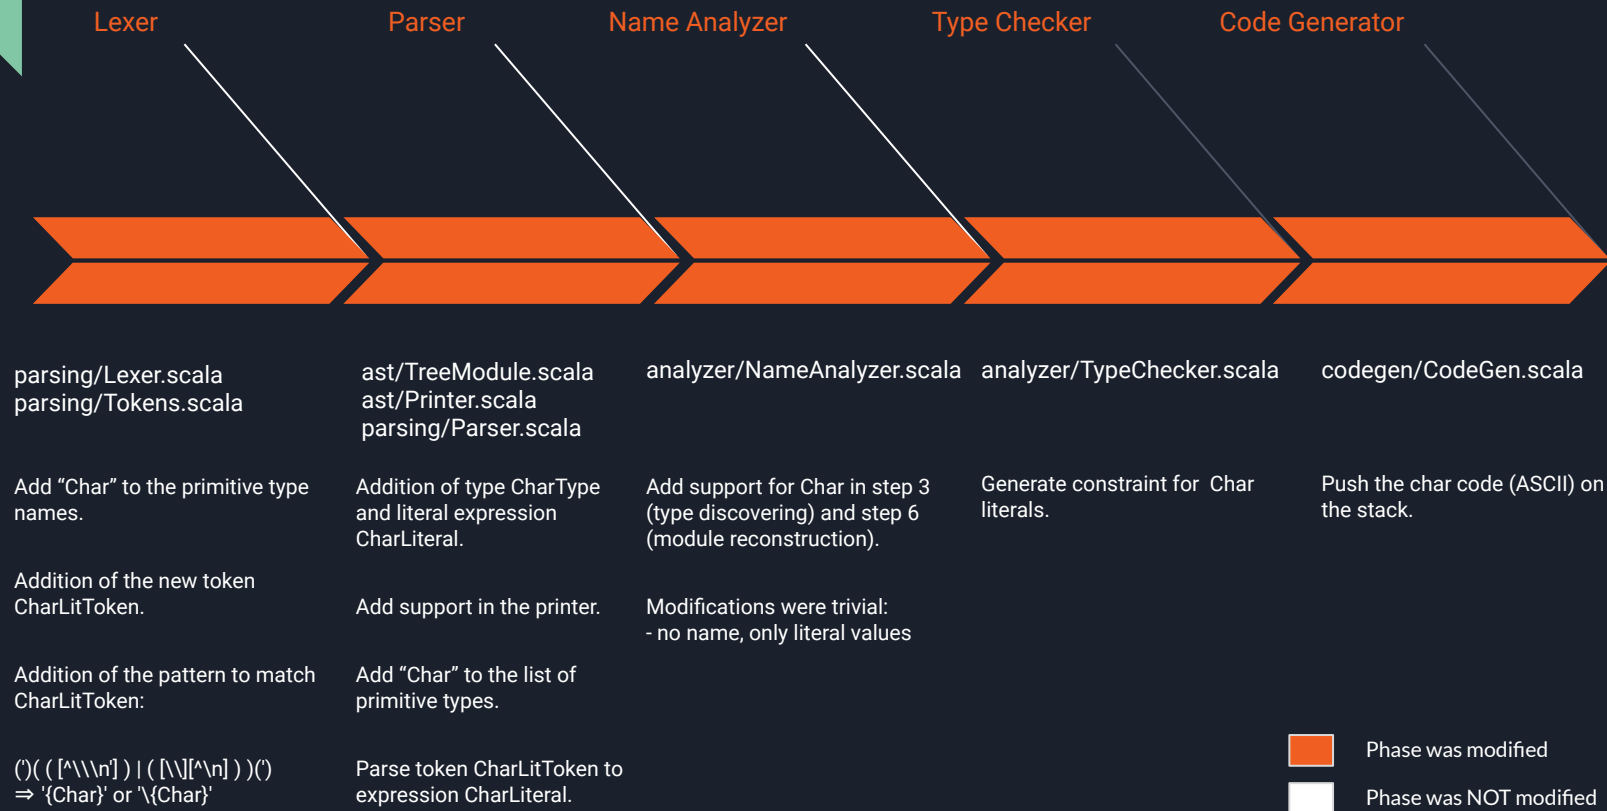 Lexer
Parser
Name Analyzer
Type Checker
Code Generator
parsing/Lexer.scala
parsing/Tokens.scala
Add “Char” to the primitive type
names.
Addition of the new token
CharLitToken.
Addition of the pattern to match
CharLitToken:
(')( ( [^\\\n'] ) | ( [\\][^\n] ) )(')
⇒ '{Char}' or '\{Char}'
ast/TreeModule.scala
ast/Printer.scala
parsing/Parser.scala
Addition of type CharType
and literal expression
CharLiteral.
Add support in the printer.
Add “Char” to the list of
primitive types.
Parse token CharLitToken to
expression CharLiteral.
analyzer/NameAnalyzer.scala
Add support for Char in step 3
(type discovering) and step 6
(module reconstruction).
Modifications were trivial:
- no name, only literal values
analyzer/TypeChecker.scala
Generate constraint for Char
literals.
codegen/CodeGen.scala
Push the char code (ASCII) on
the stack.
Phase was modified
Phase was NOT modified